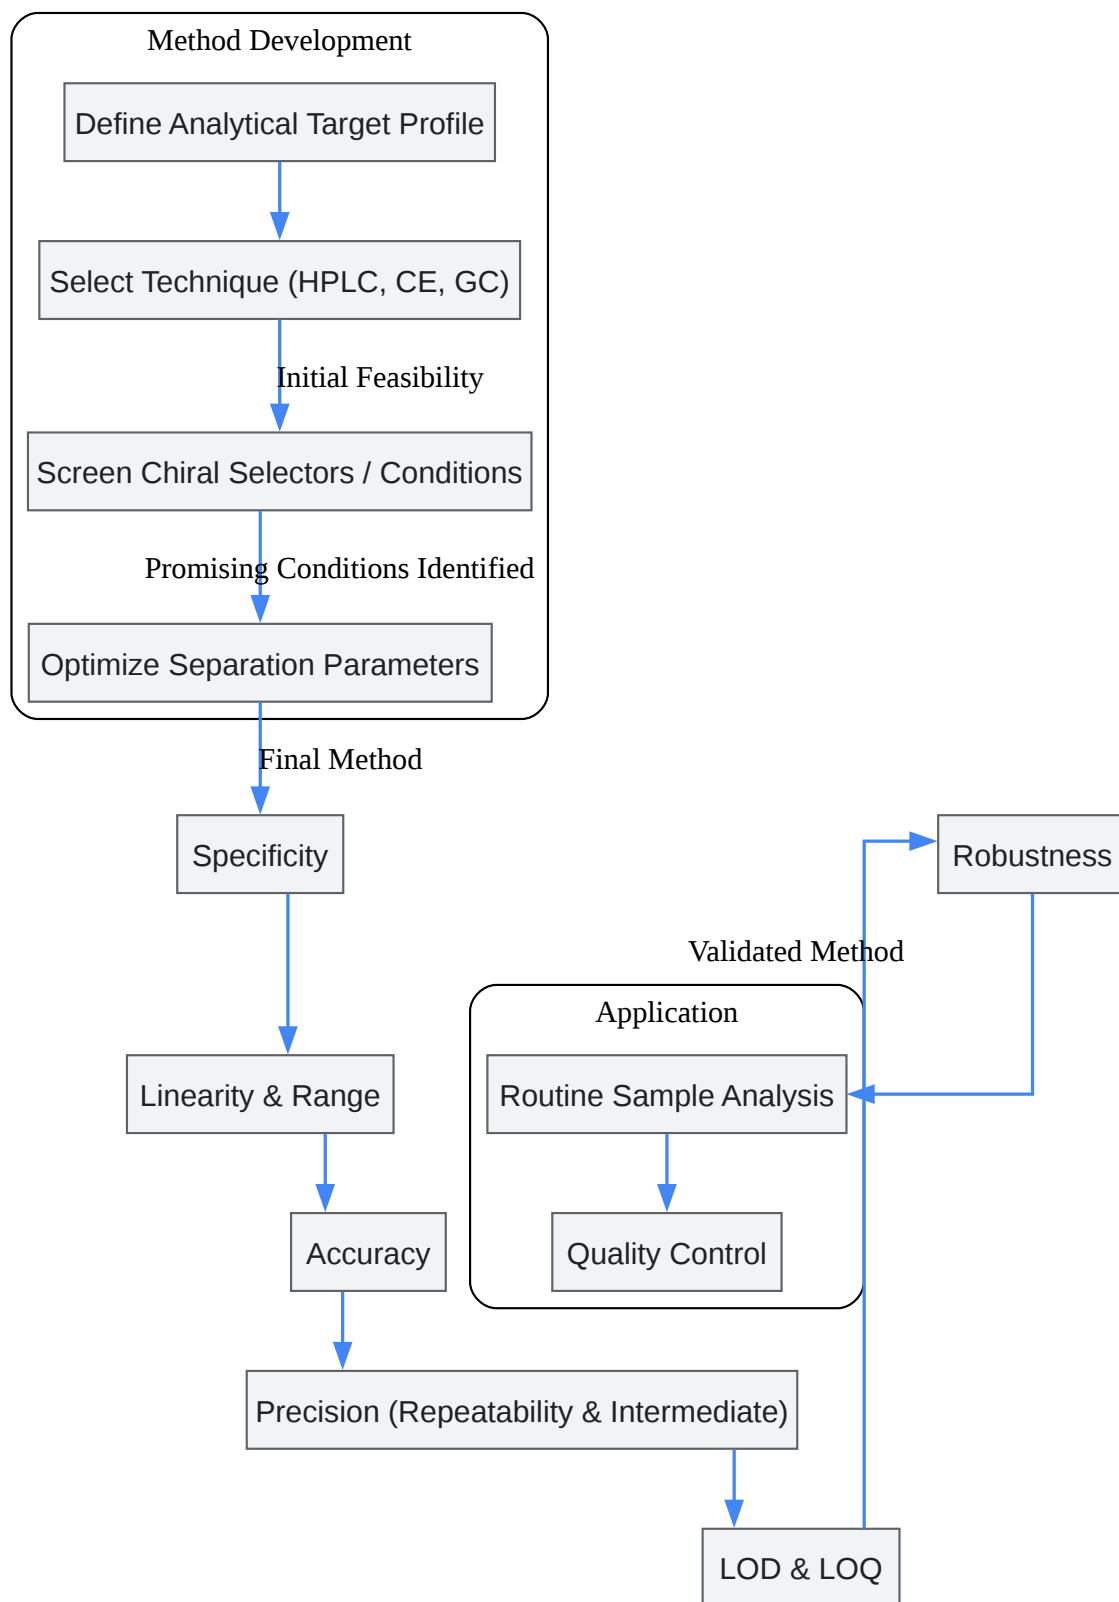 Method Development
Define Analytical Target Profile
Select Technique (HPLC, CE, GC)
Initial Feasibility
Screen Chiral Selectors / Conditions
Promising Conditions Identified
Optimize Separation Parameters
Final Method
Specificity
Robustness
Validated Method
Application
Linearity & Range
Routine Sample Analysis
Accuracy
Quality Control
Precision (Repeatability & Intermediate)
LOD & LOQ